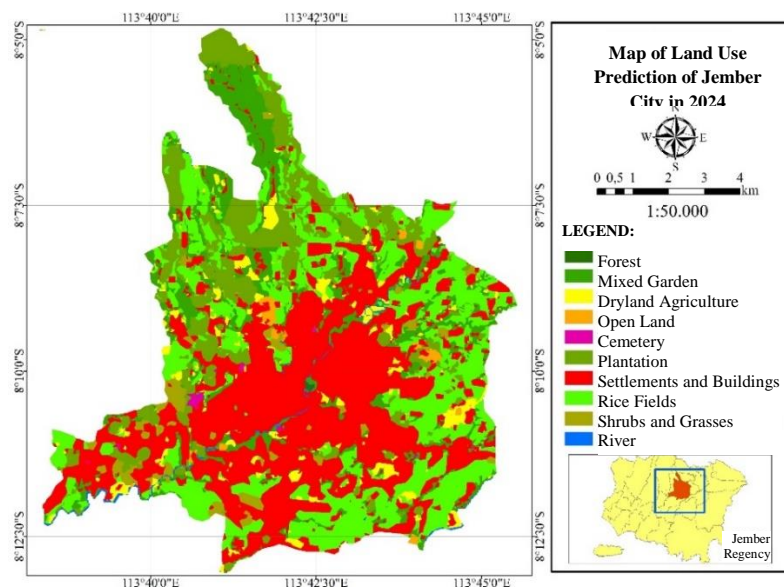 113°40'0"E 113°42'30"E 113°45'0"E
8°5'0"S 8°5'0"S
8°7'30"S 8°7'30"S
8°10'0"S 8°10'0"S
8°12'30"S 8°12'30"S
113°40'0"E 113°42'30"E 113°45'0"E
Map of Land Use
Prediction of Jember
City in 2024
N
W E
S
0 0,5 1 2 3 4
km
1:50.000
LEGEND:
Forest
Mixed Garden
Dryland Agriculture
Open Land
Cemetery
Plantation
Settlements and Buildings
Rice Fields
Shrubs and Grasses
River
Jember
Regency